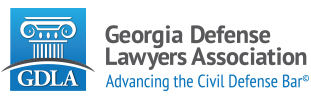 GDLA
Georgia Defense
Lawyers Association
Advancing the Civil Defense Bar©